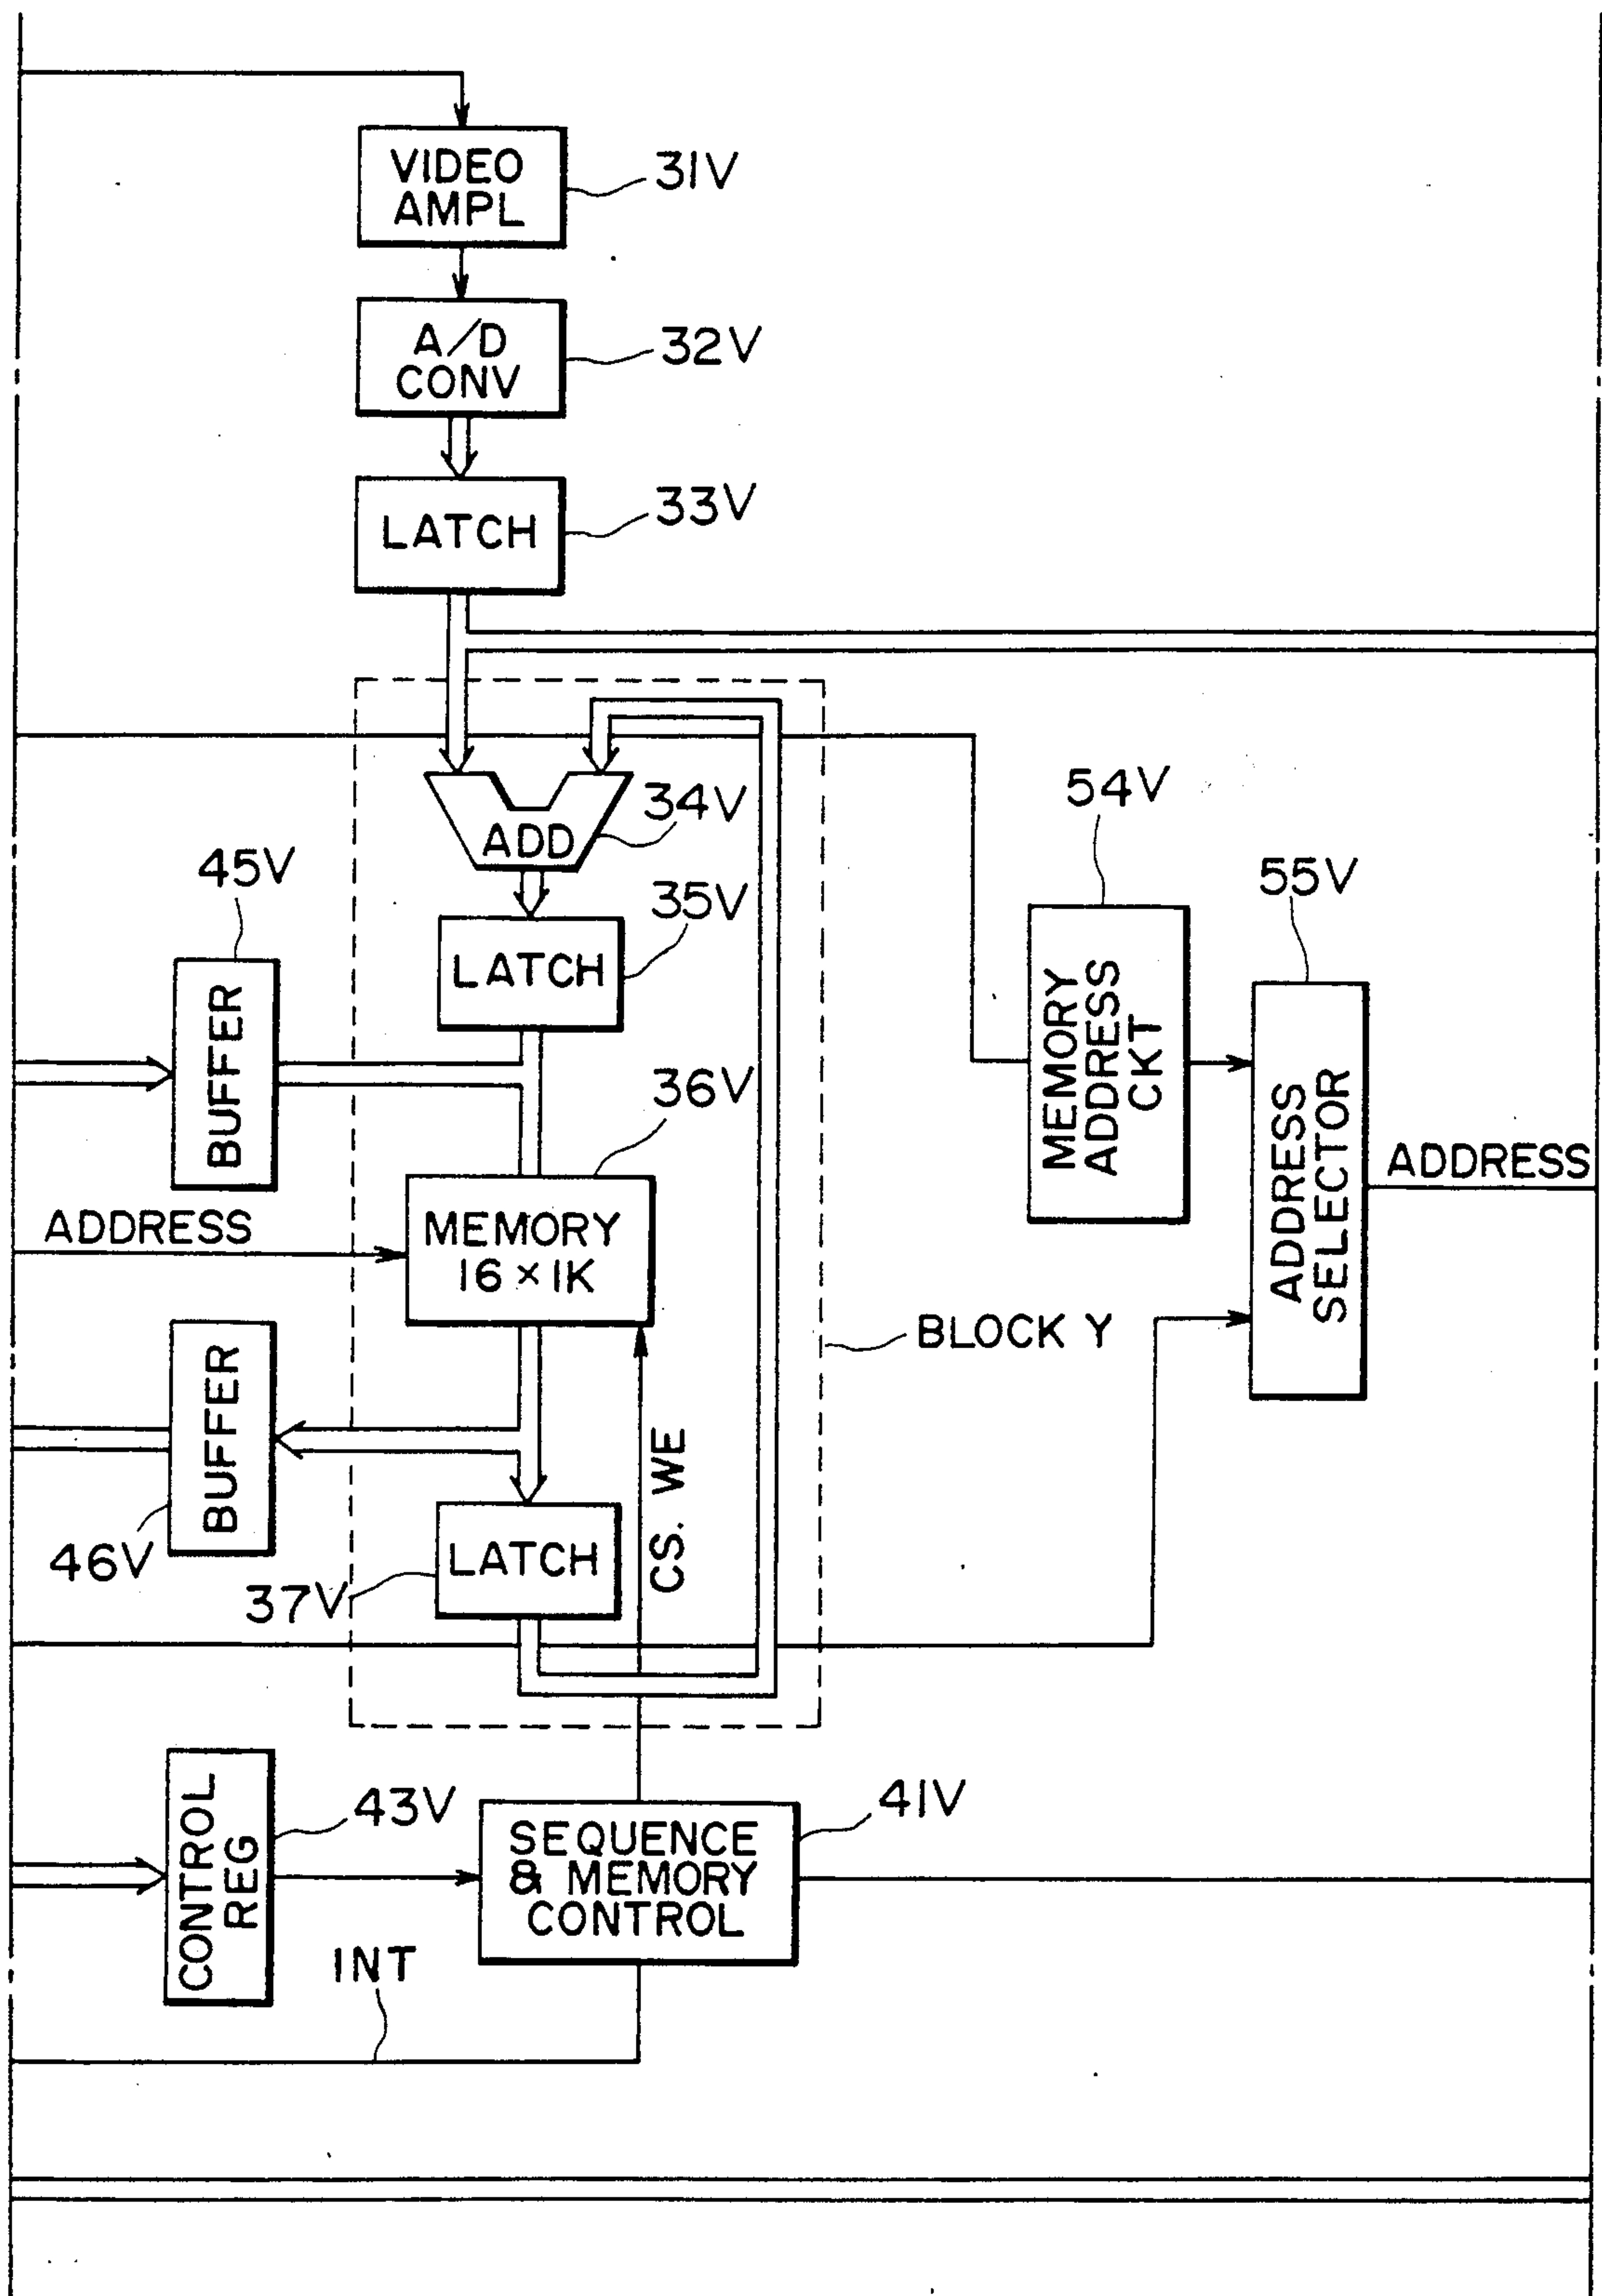 VIDEO
AMPL
31V
A/D
CONV
32V
LATCH
33V
ADD
34V
54V
45V
55V
LATCH
35V
BUFFER
MEMORY
ADDRESS
CKT
ADDRESS
SELECTOR
36V
ADDRESS
ADDRESS
MEMORY
16 × 1K
BLOCK Y
BUFFER
46V
CS. WE
LATCH
37V
CONTROL
REG
43V
41V
SEQUENCE
& MEMORY
CONTROL
INT